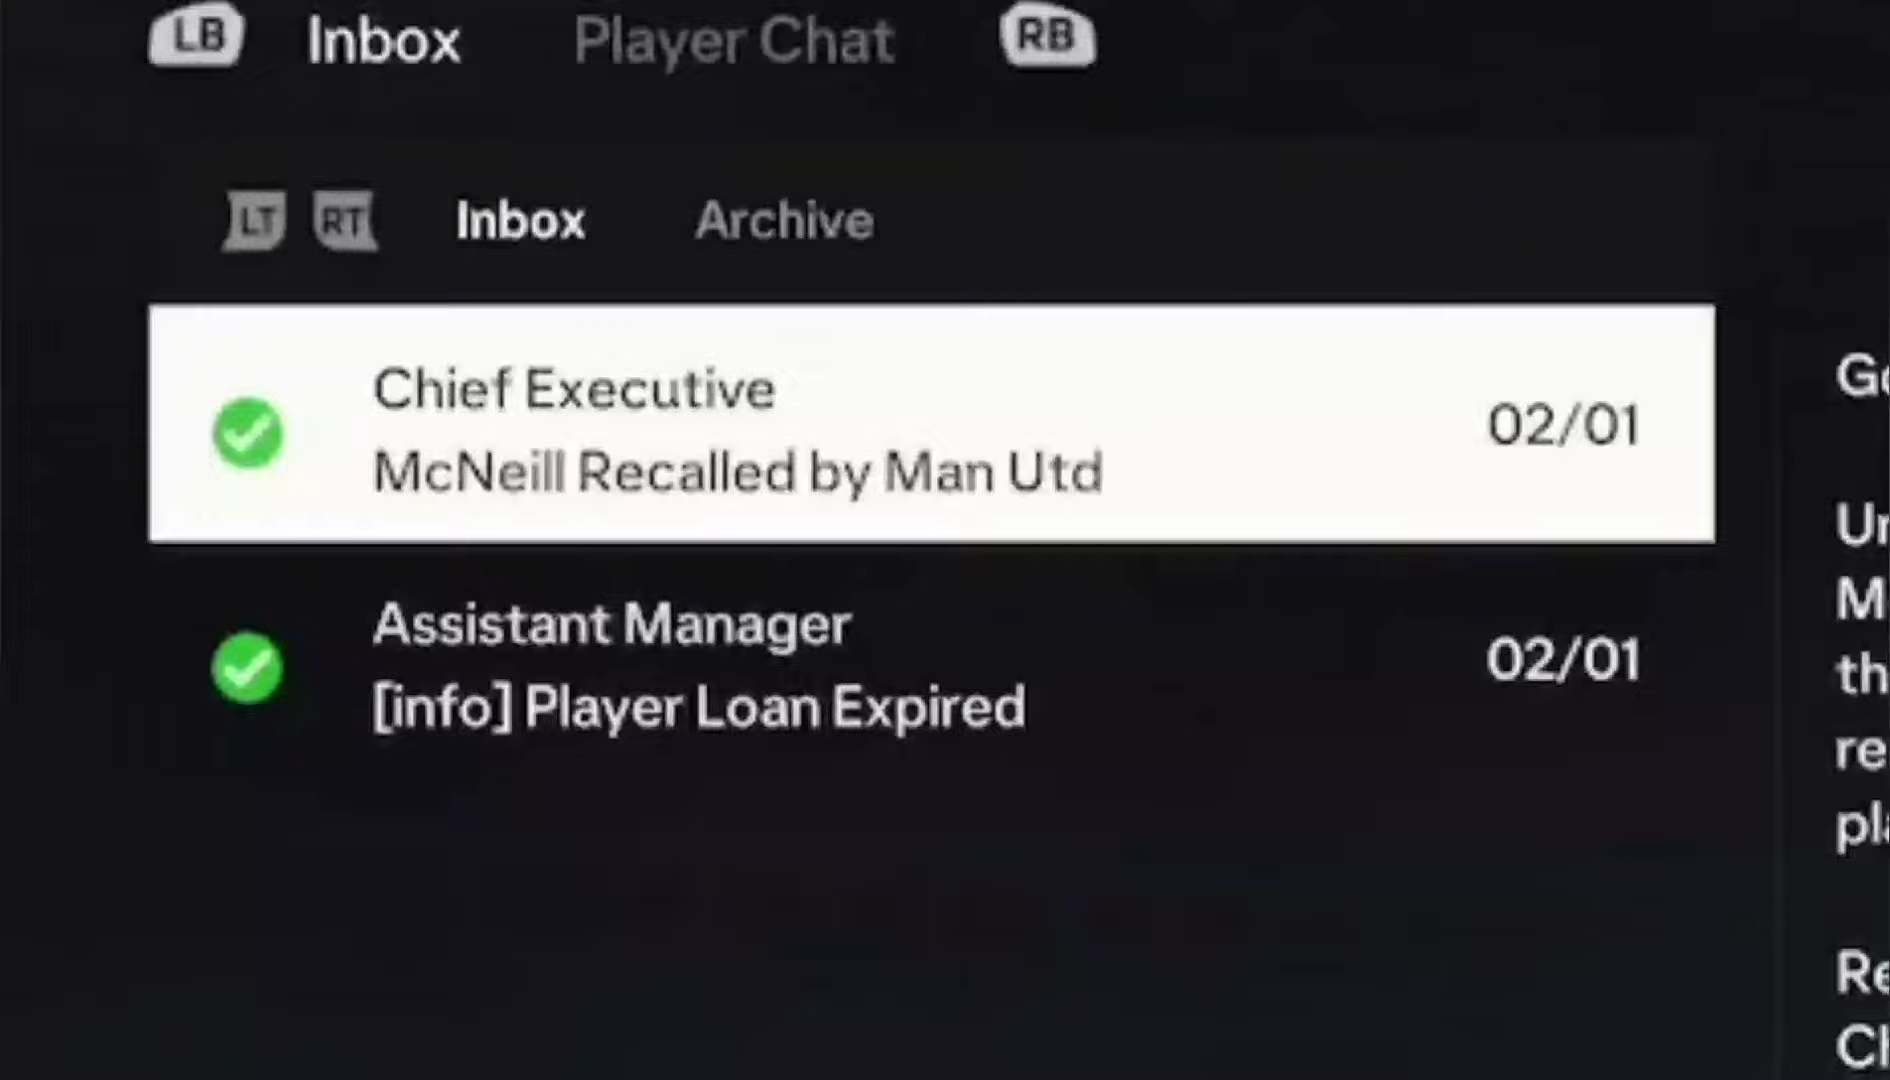 LB Inbox Player Chat RB
LT RT Inbox Archive
Chief Executive
McNeill Recalled by Man Utd
02/01
Assistant Manager
[info] Player Loan Expired
02/01